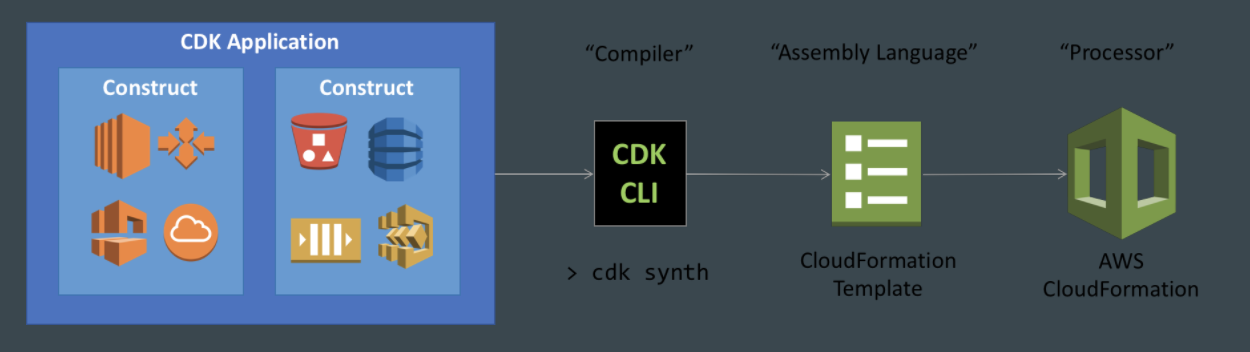 CDK Application
Construct
Construct
“Compiler”
“Assembly Language”
“Processor”
CDK
CLI
> cdk synth
CloudFormation
Template
AWS
CloudFormation